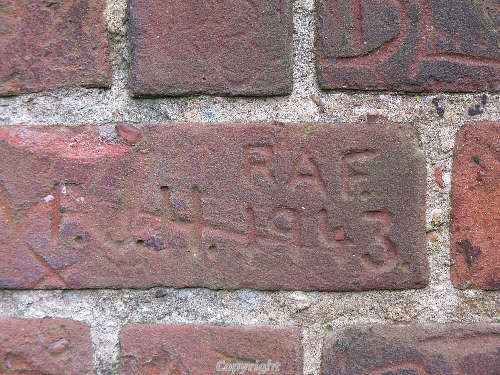 D
RAF.
F. H. 1943.
Copyright